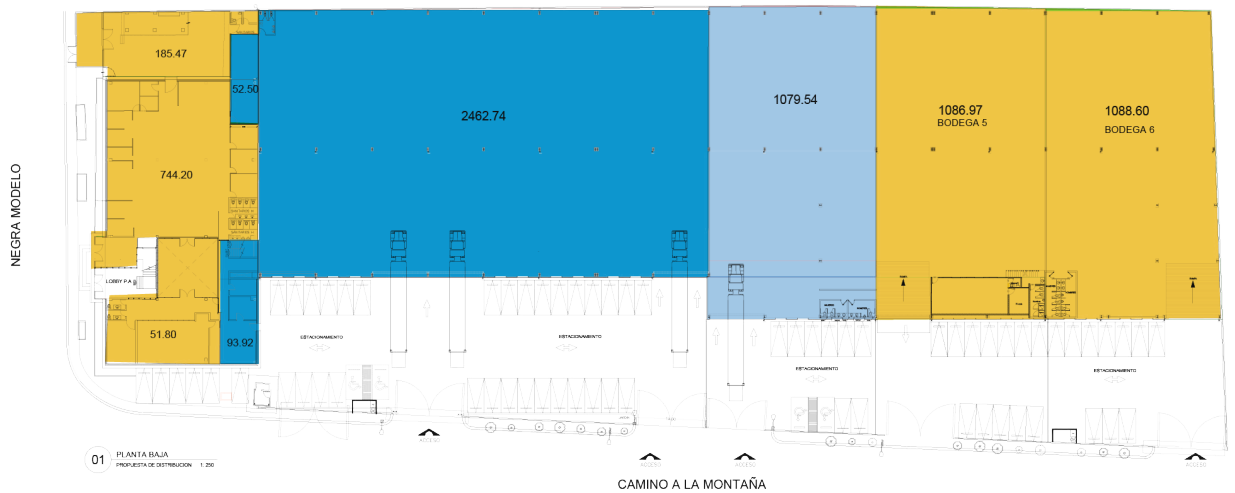 185.47
52.50
2462.74
1079.54
1086.97
BODEGA 5
1088.60
BODEGA 6
744.20
NEGRA MODELO
LOBBY P.A
51.80
93.92
ESTACIONAMIENTO
ESTACIONAMIENTO
ESTACIONAMIENTO
ESTACIONAMIENTO
ACCESO
ACCESO
ACCESO
ACCESO
01
PLANTA BAJA
PROPUESTA DE DISTRIBUCION 1. 250
CAMINO A LA MONTAÑA